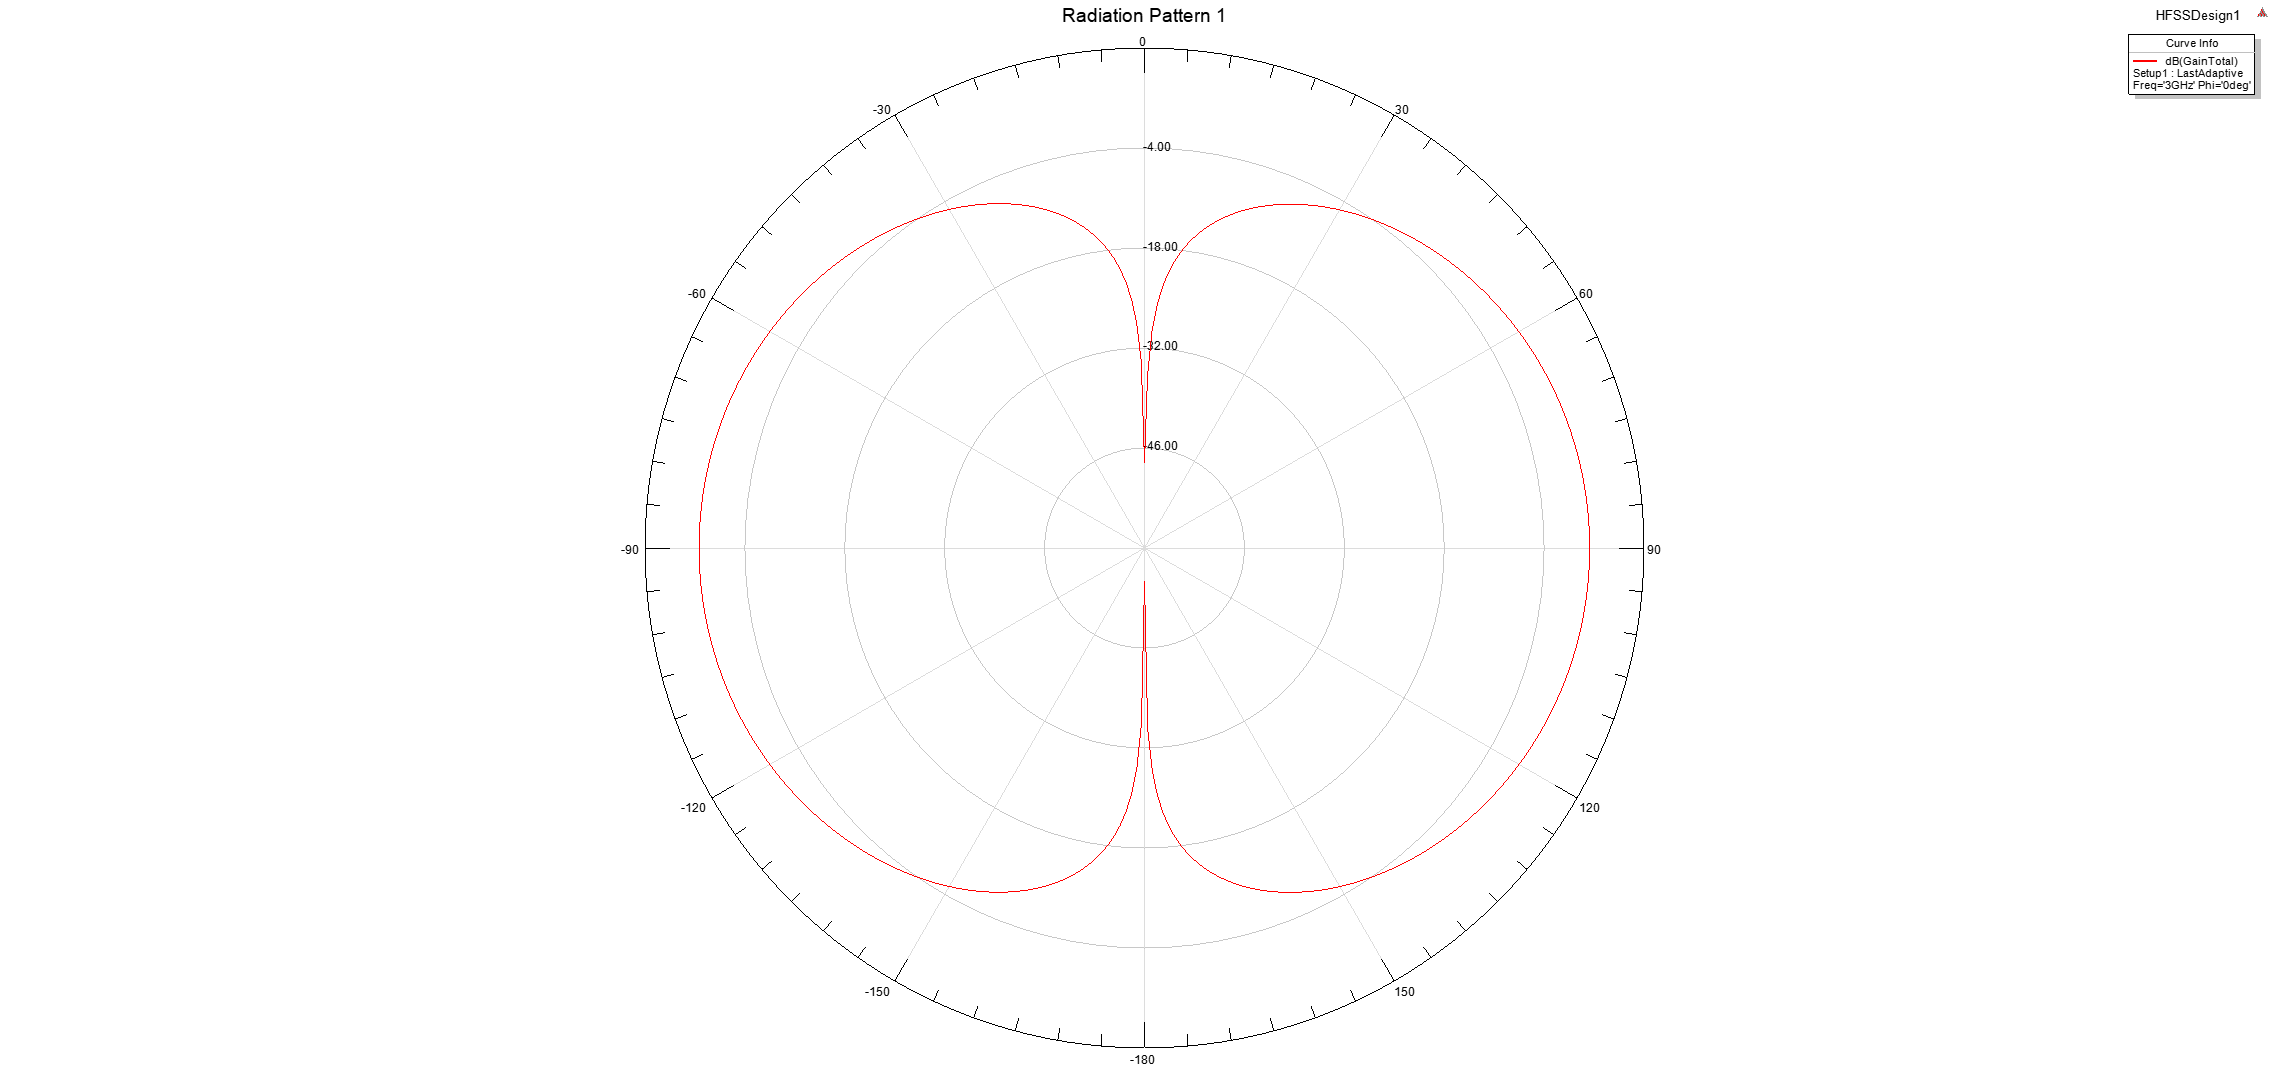 Radiation Pattern 1
HFSSDesign1
Curve Info
dB(GainTotal)
Setup1 : LastAdaptive
Freq='3GHz' Phi='0deg'
0
-30
30
-4.00
-18.00
-60
60
-32.00
-46.00
-90
90
-120
120
-150
150
-180